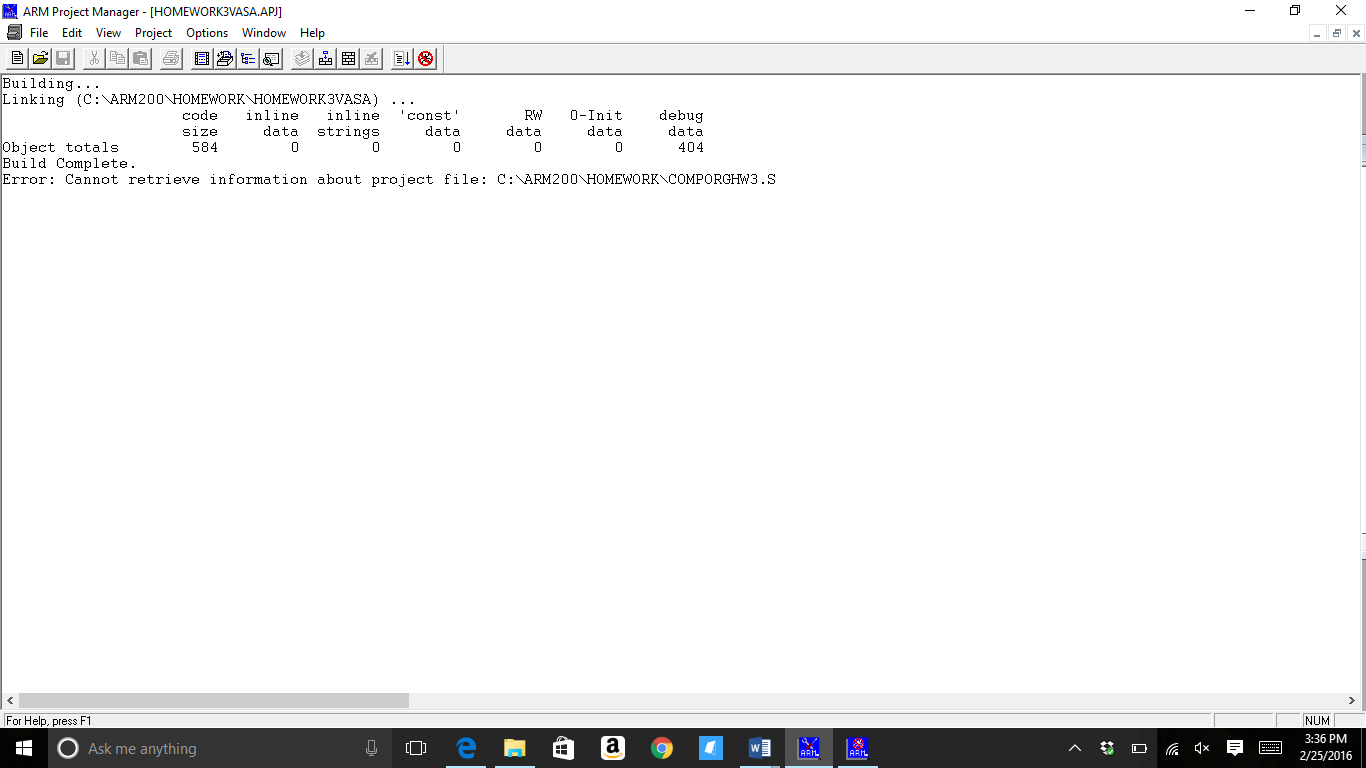 ARM Project Manager - [HOMEWORK3VASA.APJ]
File Edit View Project Options Window Help
Building...
Linking (C:\ARM200\HOMEWORK\HOMEWORK3VASA) ...
code inline inline 'const' RW 0-Init debug
size data strings data data data data
Object totals 584 0 0 0 0 0 404
Build Complete.
Error: Cannot retrieve information about project file: C:\ARM200\HOMEWORK\COMPORGHW3.S
For Help, press F1
NUM
Ask me anything
3:36 PM
2/25/2016